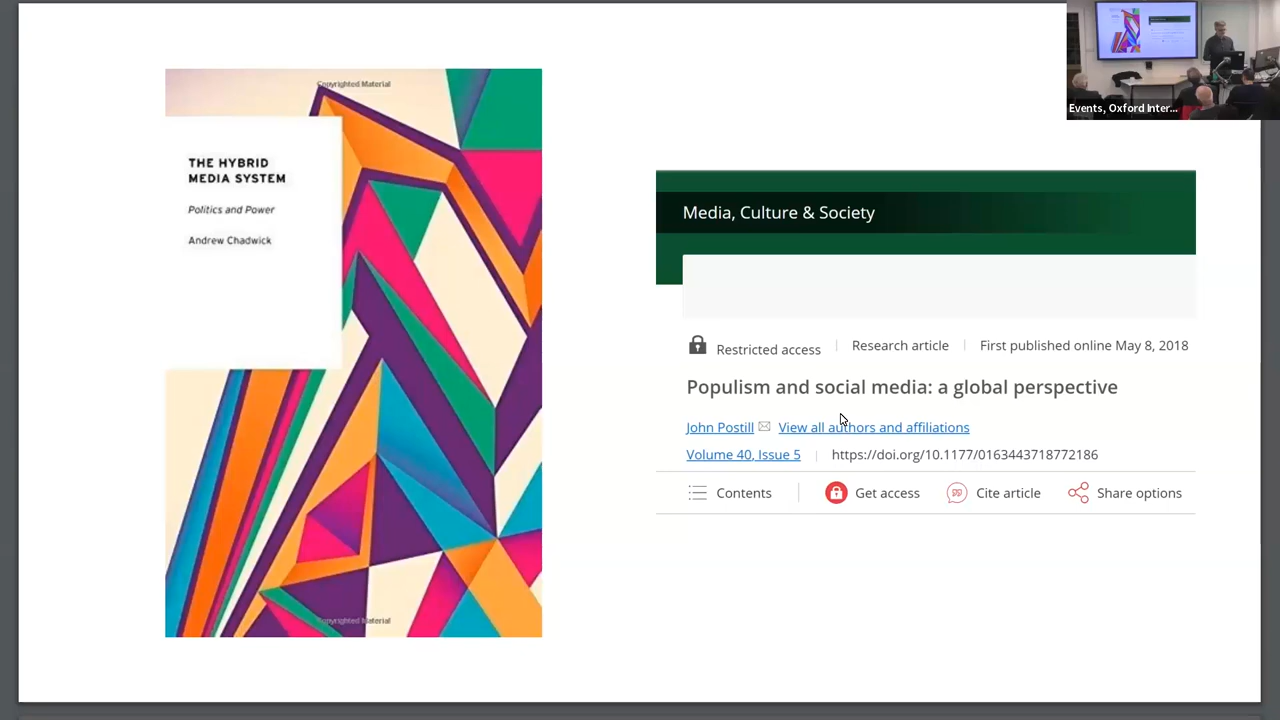 Copyrighted Material
THE HYBRID
MEDIA SYSTEM
Politics and Power
Andrew Chadwick
Copyrighted Material
Events, Oxford Inter...
Media, Culture & Society
Restricted access
Research article
First published online May 8, 2018
Populism and social media: a global perspective
John Postill View all authors and affiliations
Volume 40, Issue 5 https://doi.org/10.1177/0163443718772186
Contents Get access Cite article Share options